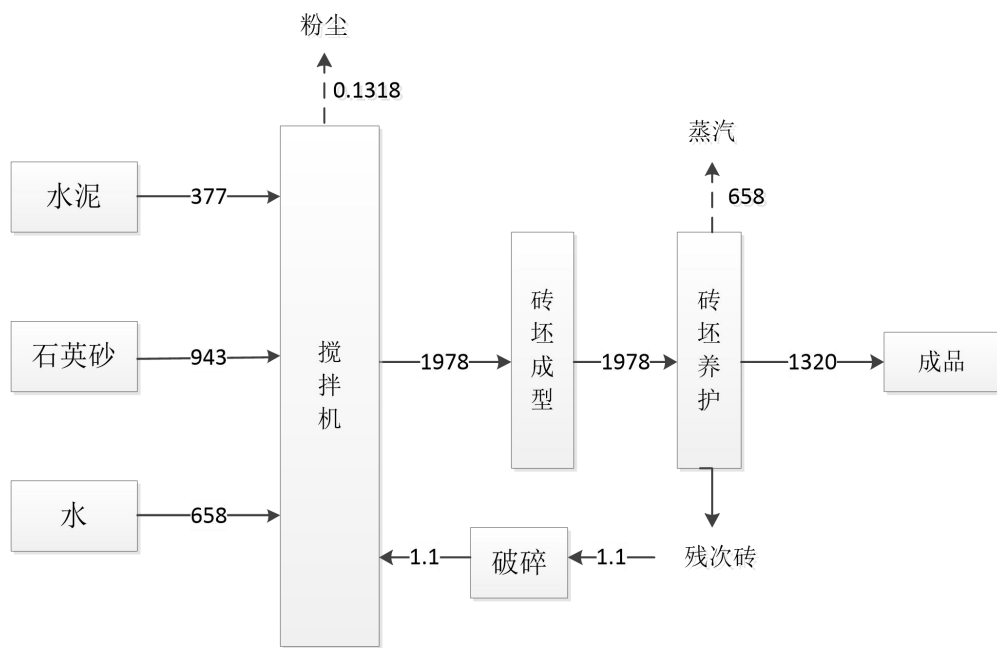 粉尘
0.1318
水泥
377
石英砂
943
水
658
搅拌机
1978
砖坯成型
1978
蒸汽
658
砖坯养护
1320
成品
残次砖
1.1
破碎
1.1